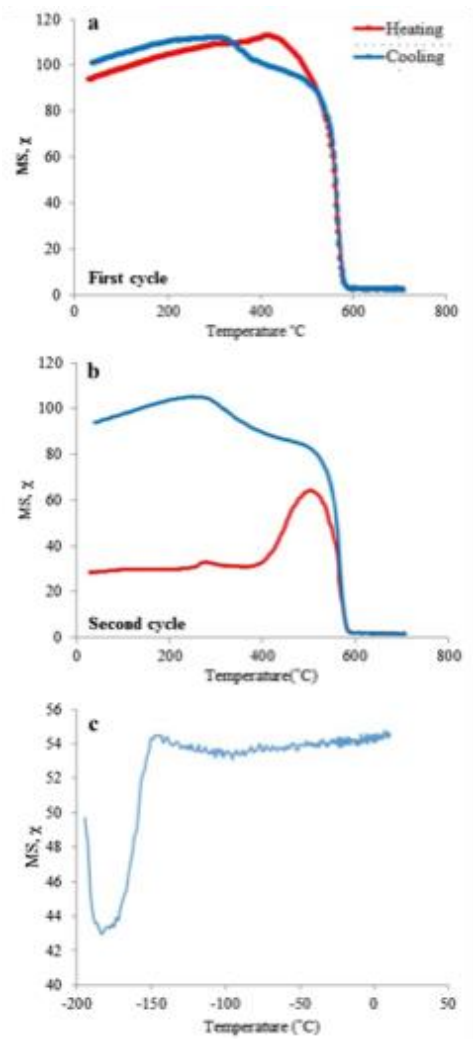 a
Heating
Cooling
120
100
80
60
40
20
0
MS, χ
First cycle
0 200 400 600 800
Temperature °C
b
120
100
80
60
40
20
0
MS, χ
Second cycle
0 200 400 600 800
Temperature(°C)
c
56
54
52
50
48
46
44
42
40
MS, χ
-200 -150 -100 -50 0 50
Temperature (°C)